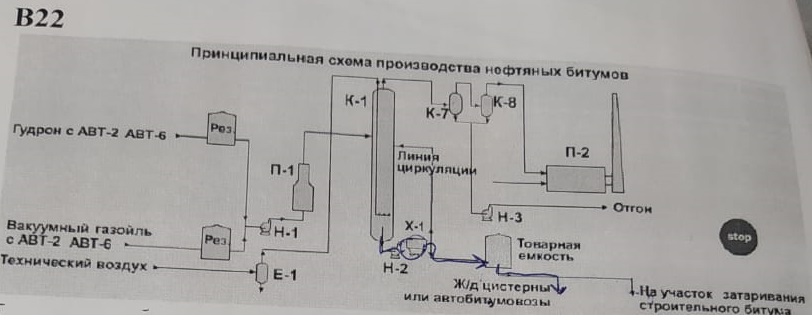 В22
Принципиальная схема производства нефтяных битумов
К-1
К-7
К-8
Гудрон с АВТ-2 АВТ-6
Рез.
П-1
Линия
циркуляции
П-2
Н-1
Н-3
Отгон
Вакуумный газойль
с АВТ-2 АВТ-6
Рез.
Х-1
Товарная
емкость
stop
Технический воздух
Е-1
Н-2
Ж/д цистерны
или автобитумовозы
На участок затаривания
строительного битума